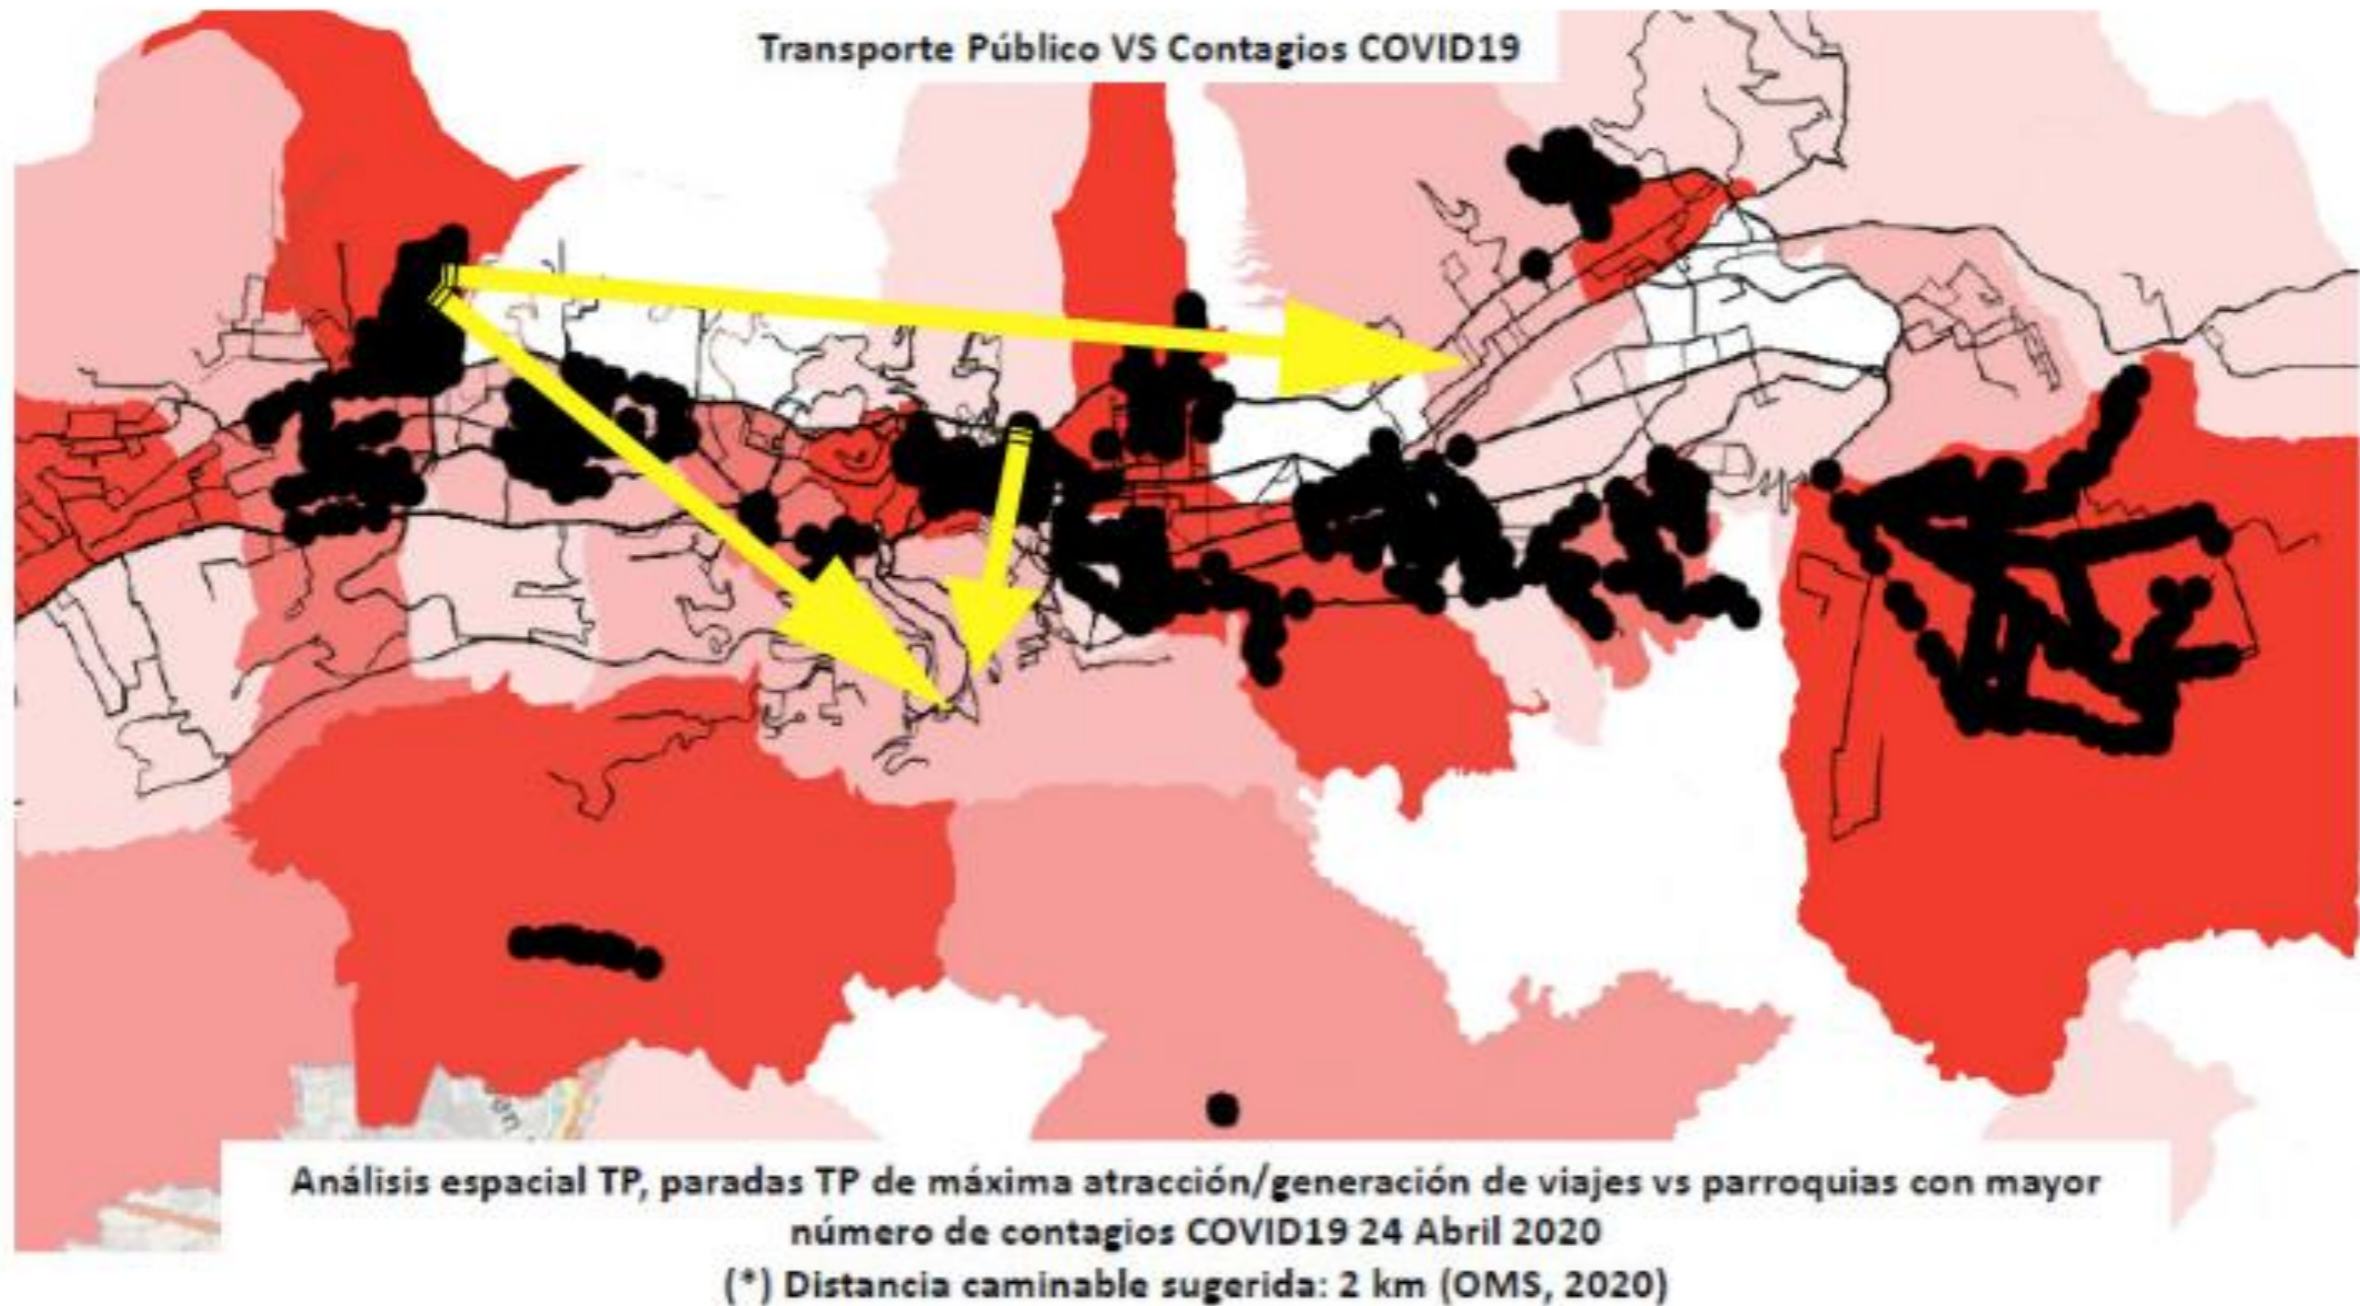 Transporte Público VS Contagios COVID19
Análisis espacial TP, paradas TP de máxima atracción/generación de viajes vs parroquias con mayor
número de contagios COVID19 24 Abril 2020
(*) Distancia caminable sugerida: 2 km (OMS, 2020)